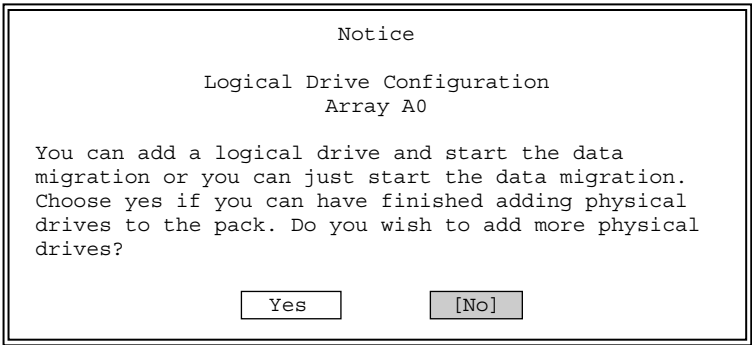 Notice
Logical Drive Configuration
Array A0
You can add a logical drive and start the data
migration or you can just start the data migration.
Choose yes if you can have finished adding physical
drives to the pack. Do you wish to add more physical
drives?
Yes [No]